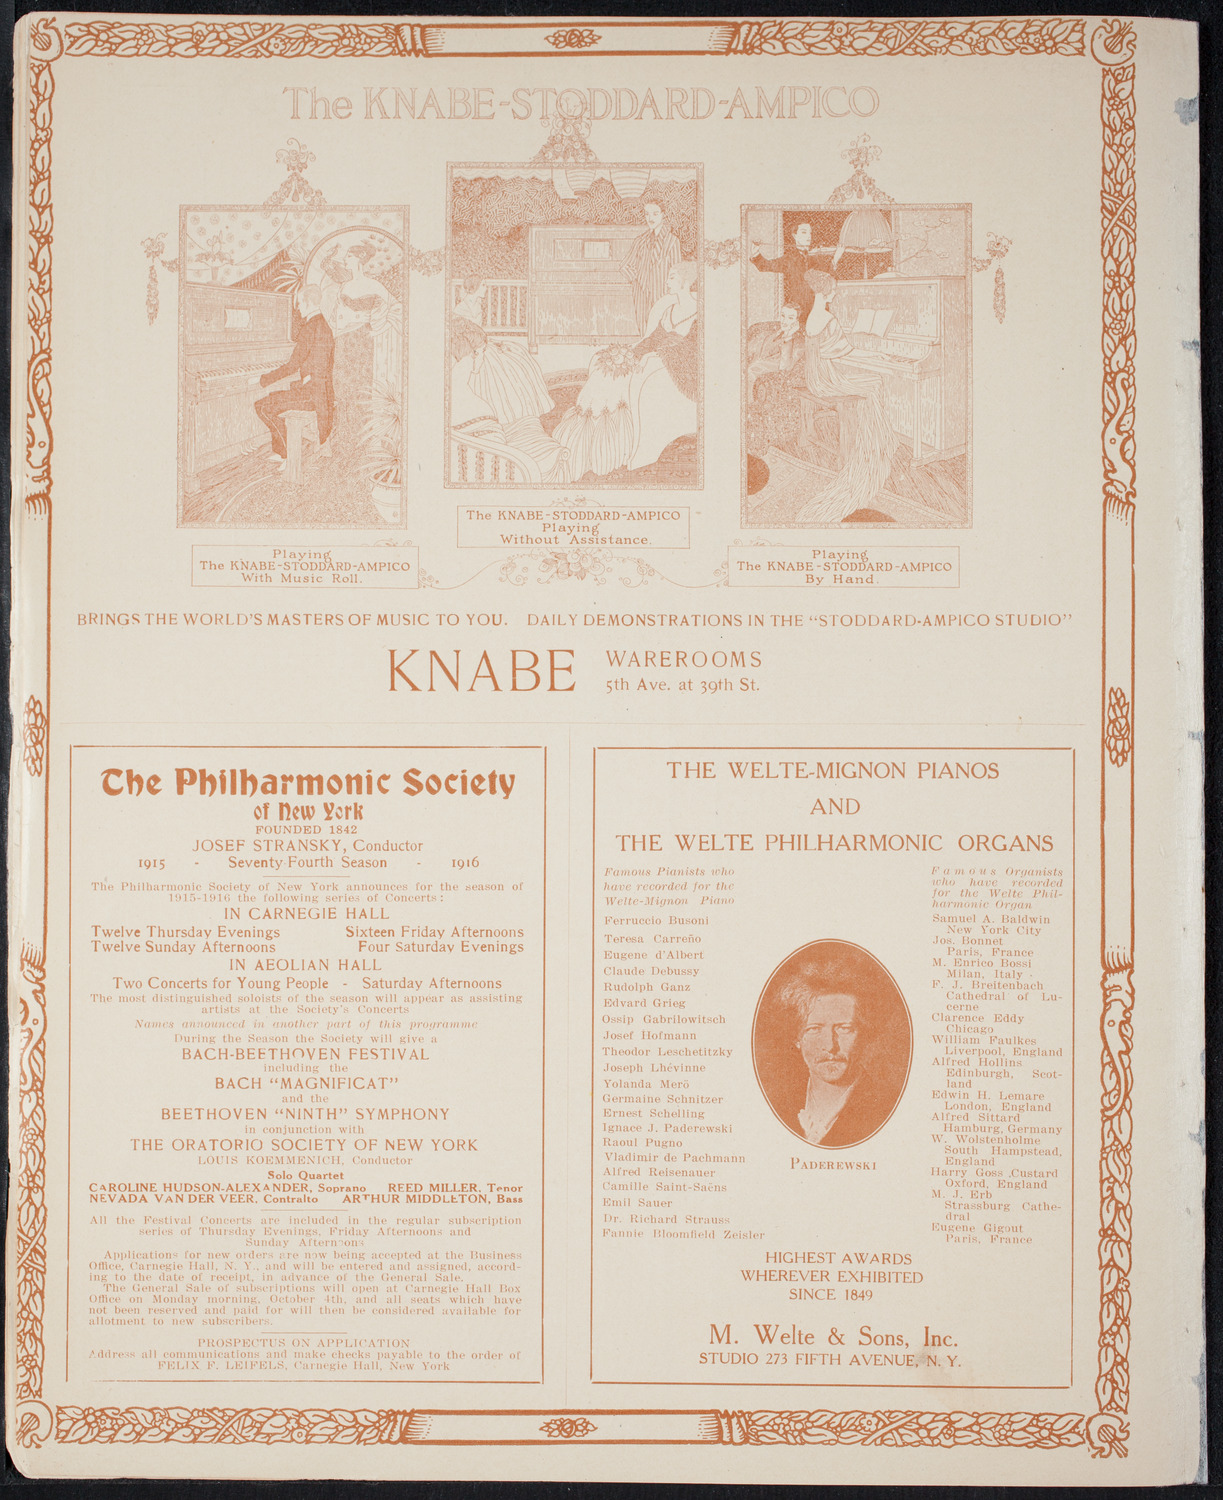 The KNABE-STODDARD-AMPICO
The KNABE-STODDARD-AMPICO
Playing
Without Assistance.
Playing
The KNABE-STODDARD-AMPICO
With Music Roll.
Playing
The KNABE-STODDARD-AMPICO
By Hand.
BRINGS THE WORLD'S MASTERS OF MUSIC TO YOU. DAILY DEMONSTRATIONS IN THE "STODDARD-AMPICO STUDIO"
KNABE WAREROOMS
5th Ave. at 39th St.
The Philharmonic Society
of New York
FOUNDED 1842
JOSEF STRANSKY, Conductor
1915 - Seventy-Fourth Season - 1916
The Philharmonic Society of New York announces for the season of
1915-1916 the following series of Concerts:
IN CARNEGIE HALL
Twelve Thursday Evenings Sixteen Friday Afternoons
Twelve Sunday Afternoons Four Saturday Evenings
IN AEOLIAN HALL
Two Concerts for Young People - Saturday Afternoons
The most distinguished soloists of the season will appear as assisting
artists at the Society's Concerts
Names announced in another part of this programme
During the Season the Society will give a
BACH-BEETHOVEN FESTIVAL
including the
BACH "MAGNIFICAT"
and the
BEETHOVEN "NINTH" SYMPHONY
in conjunction with
THE ORATORIO SOCIETY OF NEW YORK
LOUIS KOEMMENICH, Conductor
Solo Quartet
CAROLINE HUDSON-ALEXANDER, Soprano REED MILLER, Tenor
NEVADA VAN DER VEER, Contralto ARTHUR MIDDLETON, Bass
All the Festival Concerts are included in the regular subscription
series of Thursday Evenings, Friday Afternoons and
Sunday Afternoons
Applications for new orders are now being accepted at the Business
Office, Carnegie Hall, N. Y., and will be entered and assigned, accord-
ing to the date of receipt, in advance of the General Sale.
The General Sale of subscriptions will open at Carnegie Hall Box
Office on Monday morning, October 4th, and all seats which have
not been reserved and paid for will then be considered available for
allotment to new subscribers.
PROSPECTUS ON APPLICATION
Address all communications and make checks payable to the order of
FELIX F. LEIFELS, Carnegie Hall, New York
THE WELTE-MIGNON PIANOS
AND
THE WELTE PHILHARMONIC ORGANS
Famous Pianists who
have recorded for the
Welte-Mignon Piano
Ferruccio Busoni
Teresa Carreño
Eugene d'Albert
Claude Debussy
Rudolph Ganz
Edvard Grieg
Ossip Gabrilowitsch
Josef Hofmann
Theodor Leschetitzky
Joseph Lhévinne
Yolanda Merö
Germaine Schnitzer
Ernest Schelling
Ignace J. Paderewski
Raoul Pugno
Vladimir de Pachmann
Alfred Reisenauer
Camille Saint-Saëns
Emil Sauer
Dr. Richard Strauss
Fannie Bloomfield Zeisler
PADEREWSKI
Famous Organists
who have recorded
for the Welte Phil-
harmonic Organ
Samuel A. Baldwin
New York City
Jos. Bonnet
Paris, France
M. Enrico Bossi
Milan, Italy
F. J. Breitenbach
Cathedral of Lu-
cerne
Clarence Eddy
Chicago
William Faulkes
Liverpool, England
Alfred Hollins
Edinburgh, Scot-
land
Edwin H. Lemare
London, England
Alfred Sittard
Hamburg, Germany
W. Wolstenholme
South Hampstead,
England
Harry Goss Custard
Oxford, England
M. J. Erb
Strassburg Cathe-
dral
Eugene Gigout
Paris, France
HIGHEST AWARDS
WHEREVER EXHIBITED
SINCE 1849
M. Welte & Sons, Inc.
STUDIO 273 FIFTH AVENUE, N. Y.